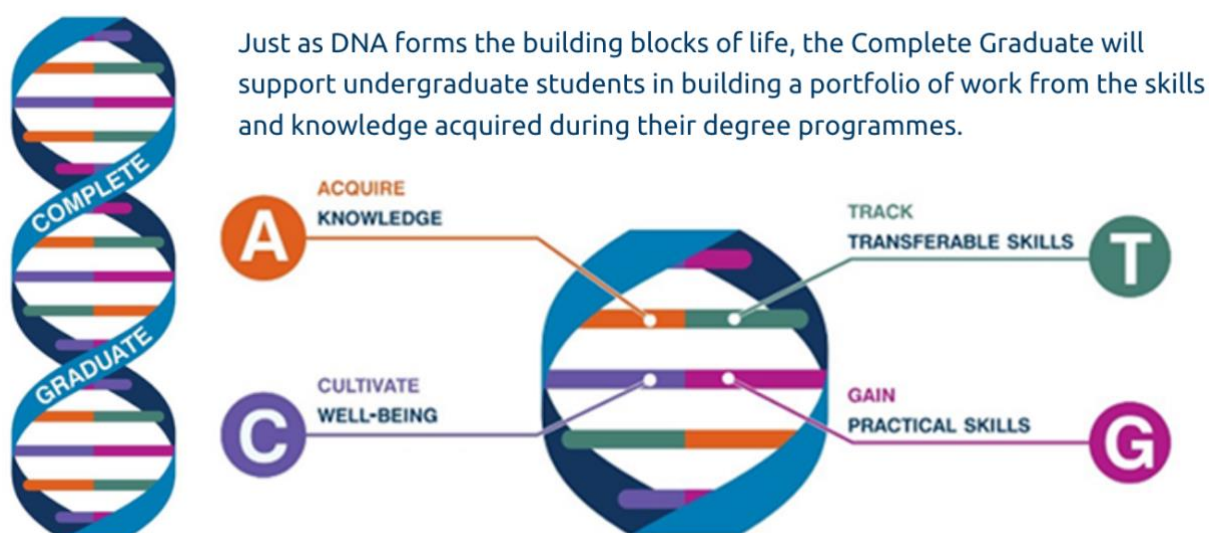 Just as DNA forms the building blocks of life, the Complete Graduate will
support undergraduate students in building a portfolio of work from the skills
and knowledge acquired during their degree programmes.
COMPLETE
GRADUATE
A
ACQUIRE
KNOWLEDGE
TRACK
TRANSFERABLE SKILLS
T
C
CULTIVATE
WELL-BEING
GAIN
PRACTICAL SKILLS
G